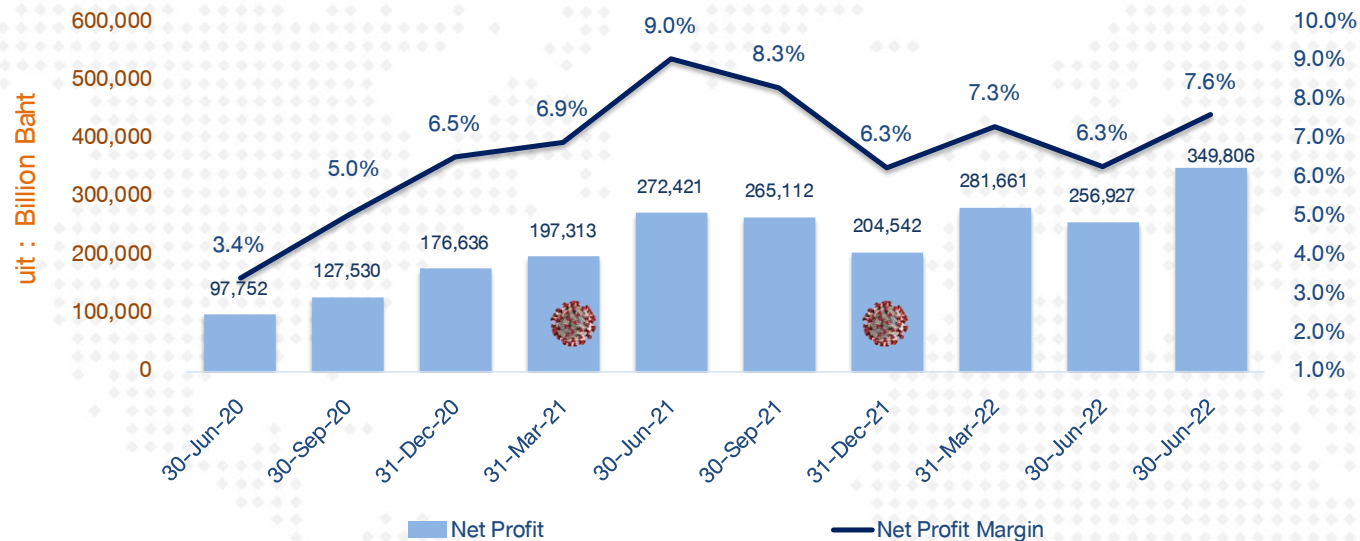 600,000
500,000
400,000
300,000
200,000
100,000
0
uit : Billion Baht
10.0%
9.0%
8.0%
7.0%
6.0%
5.0%
4.0%
3.0%
2.0%
1.0%
3.4%
5.0%
6.5%
6.9%
9.0%
8.3%
6.3%
7.3%
6.3%
7.6%
97,752
127,530
176,636
197,313
272,421
265,112
204,542
281,661
256,927
349,806
30-Jun-20
30-Sep-20
31-Dec-20
31-Mar-21
30-Jun-21
30-Sep-21
31-Dec-21
31-Mar-22
30-Jun-22
30-Jun-22
Net Profit
Net Profit Margin